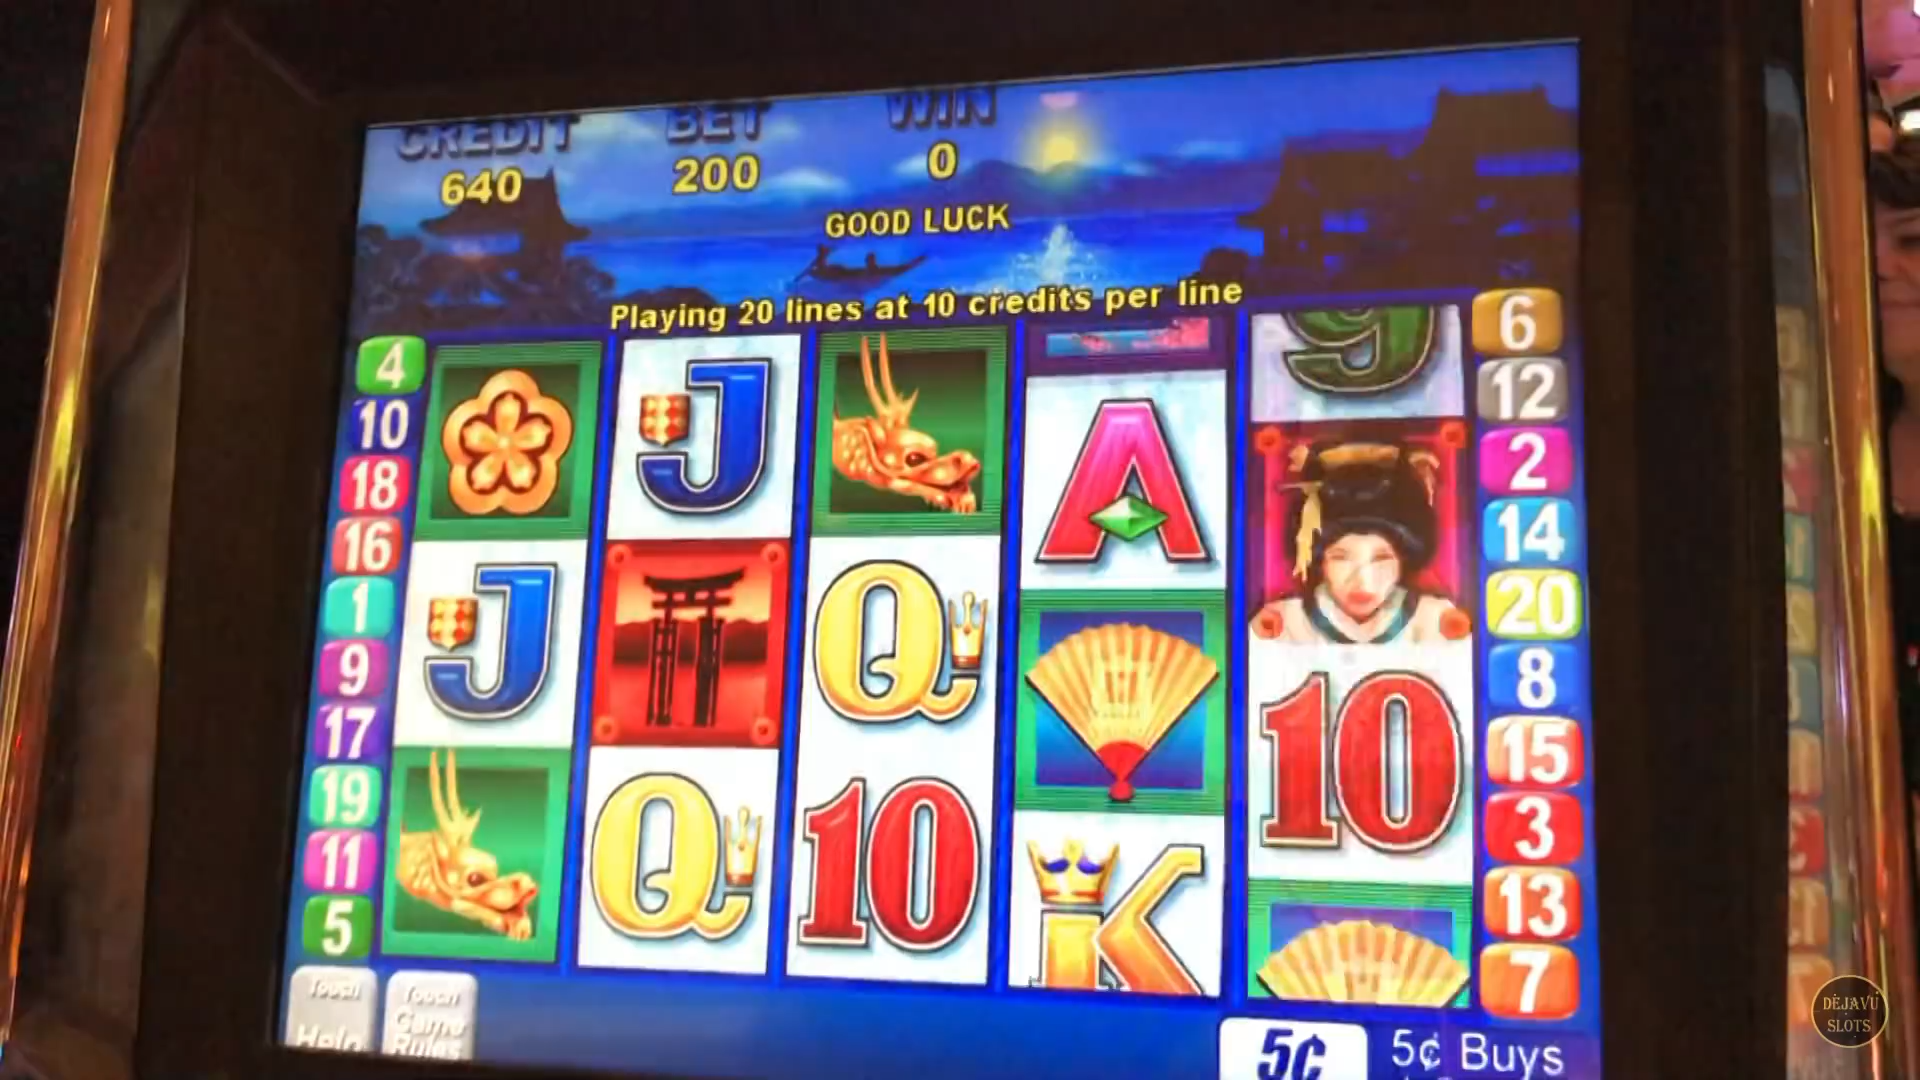 CREDIT BET WIN
640 200 0
GOOD LUCK
Playing 20 lines at 10 credits per line
4 6
10 12
18 2
16 14
1 20
9 8
17 15
19 3
11 13
5 7
J A 9
J Q 10
Q 10 K
Touch
Help
Touch
Game
Rules
5¢ 5¢ Buys
DEJAVU
SLOTS